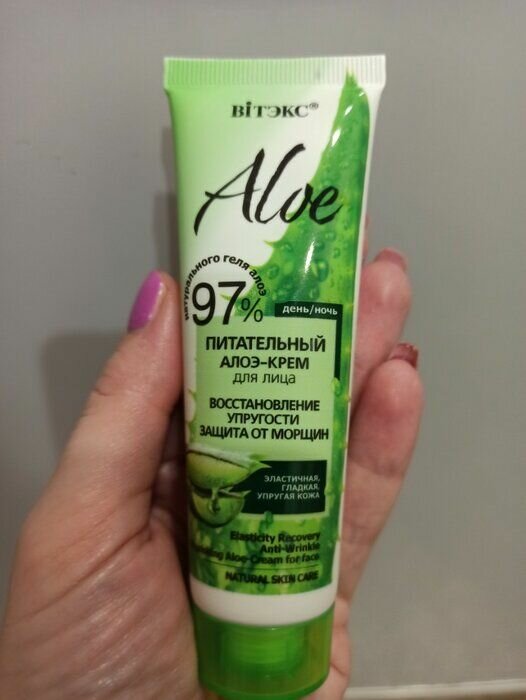 ВIТЭКС®
Aloe
натурального геля алоэ
97%
день/ночь
ПИТАТЕЛЬНЫЙ
АЛОЭ-КРЕМ
для лица
ВОССТАНОВЛЕНИЕ
УПРУГОСТИ
ЗАЩИТА ОТ МОРЩИН
ЭЛАСТИЧНАЯ,
ГЛАДКАЯ,
УПРУГАЯ КОЖА
Elasticity Recovery
Anti-Wrinkle
Aloe-Cream for face
NATURAL SKIN CARE